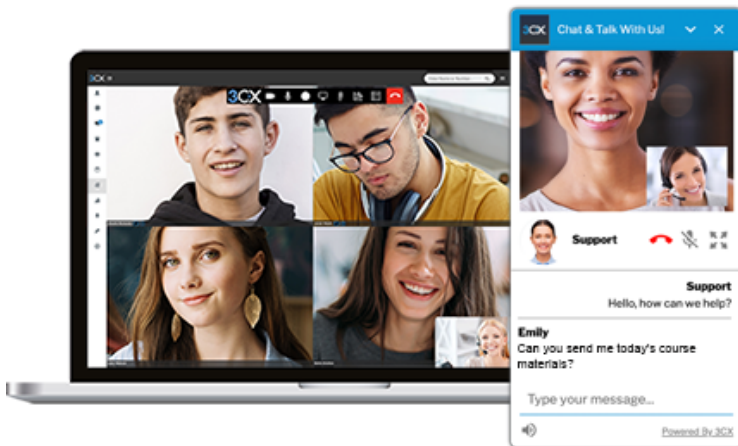 3CX
3CX
3CX
Chat & Talk With Us!
Support
Support
Hello, how can we help?
Emily
Can you send me today's course
materials?
Type your message...
Powered By 3CX